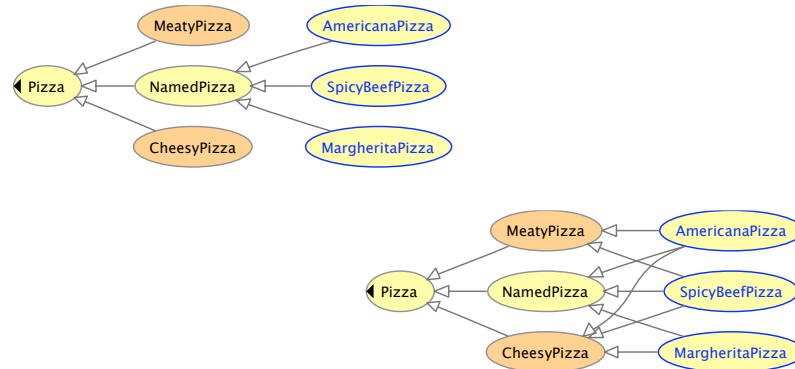 MeatyPizza
AmericanaPizza
Pizza
NamedPizza
SpicyBeefPizza
CheesyPizza
MargheritaPizza
MeatyPizza
AmericanaPizza
Pizza
NamedPizza
SpicyBeefPizza
CheesyPizza
MargheritaPizza